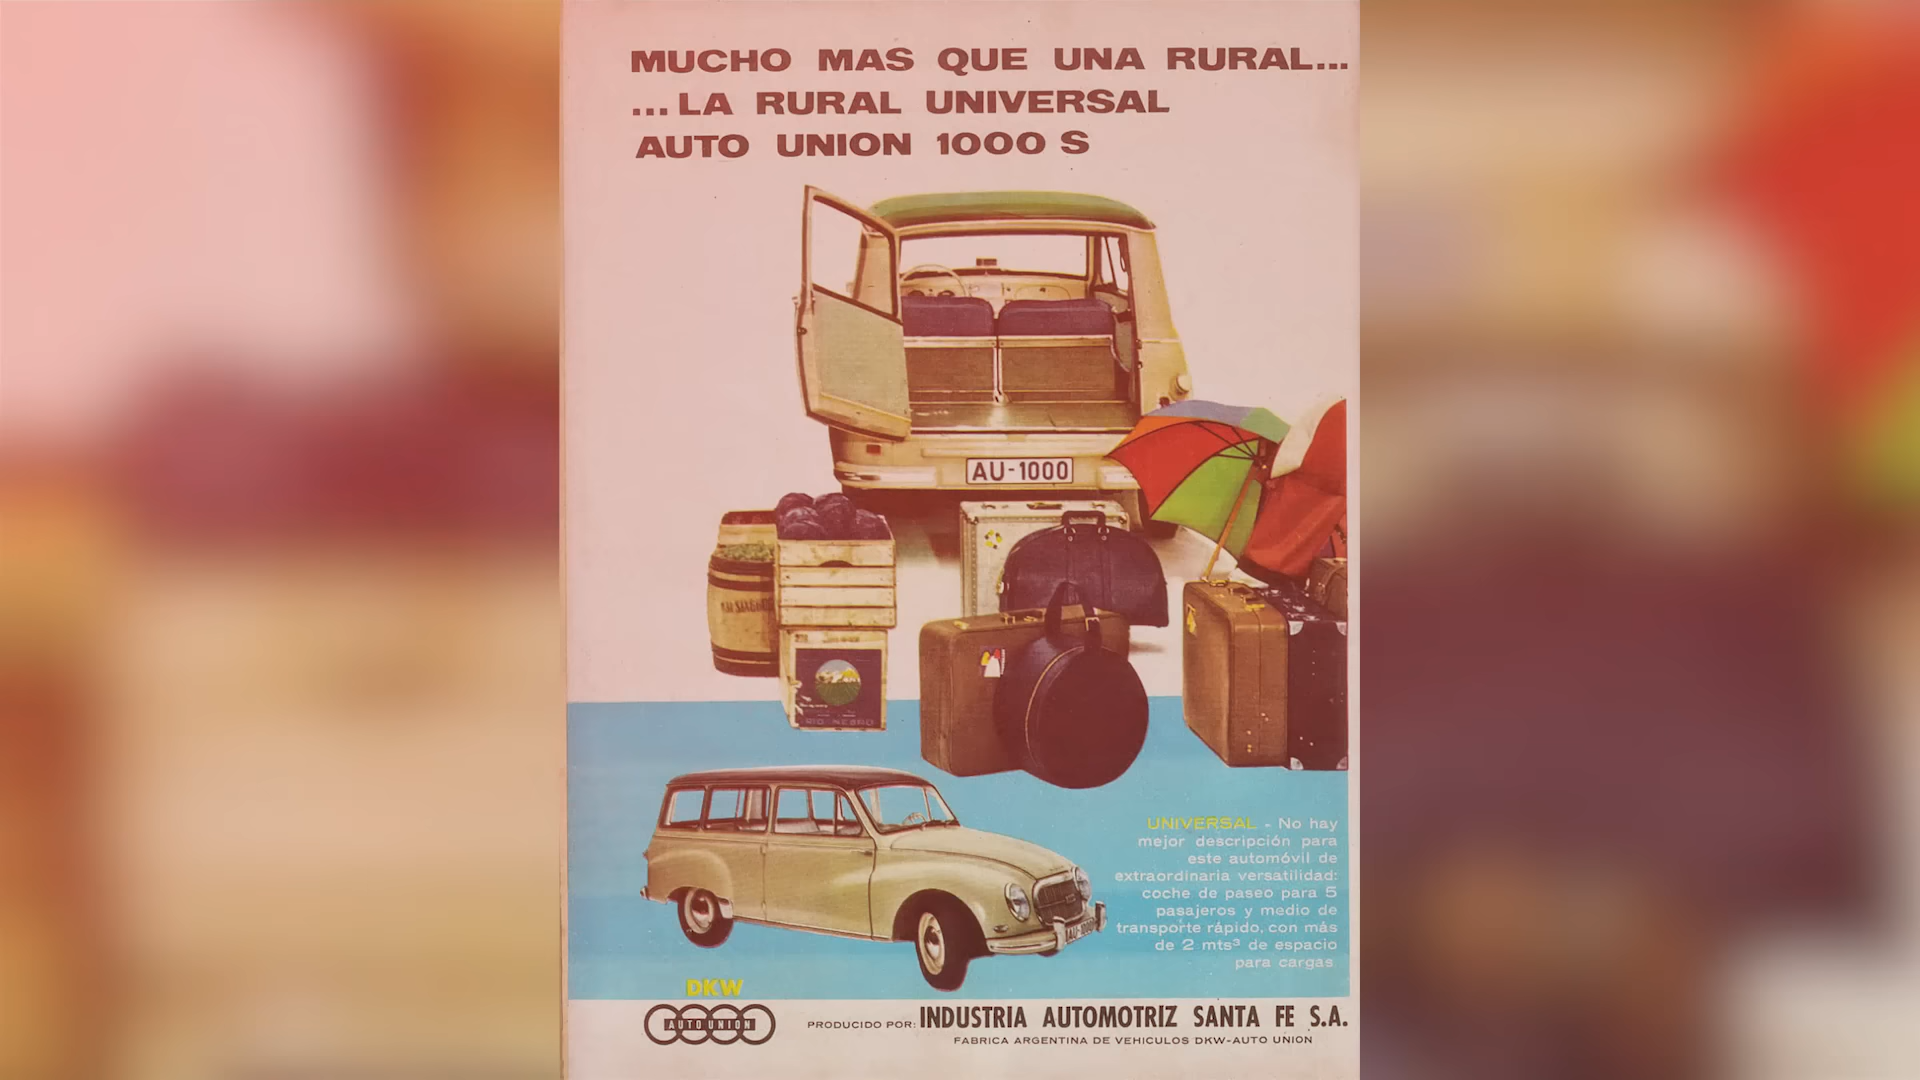 MUCHO MAS QUE UNA RURAL...
...LA RURAL UNIVERSAL
AUTO UNION 1000 S
AU-1000
RIO NEGRO
UNIVERSAL - No hay
mejor descripción para
este automóvil de
extraordinaria versatilidad:
coche de paseo para 5
pasajeros y medio de
transporte rápido, con más
de 2 mts³ de espacio
para cargas
AU-1000
DKW
AUTO UNION
PRODUCIDO POR: INDUSTRIA AUTOMOTRIZ SANTA FE S.A.
FABRICA ARGENTINA DE VEHICULOS DKW-AUTO UNION